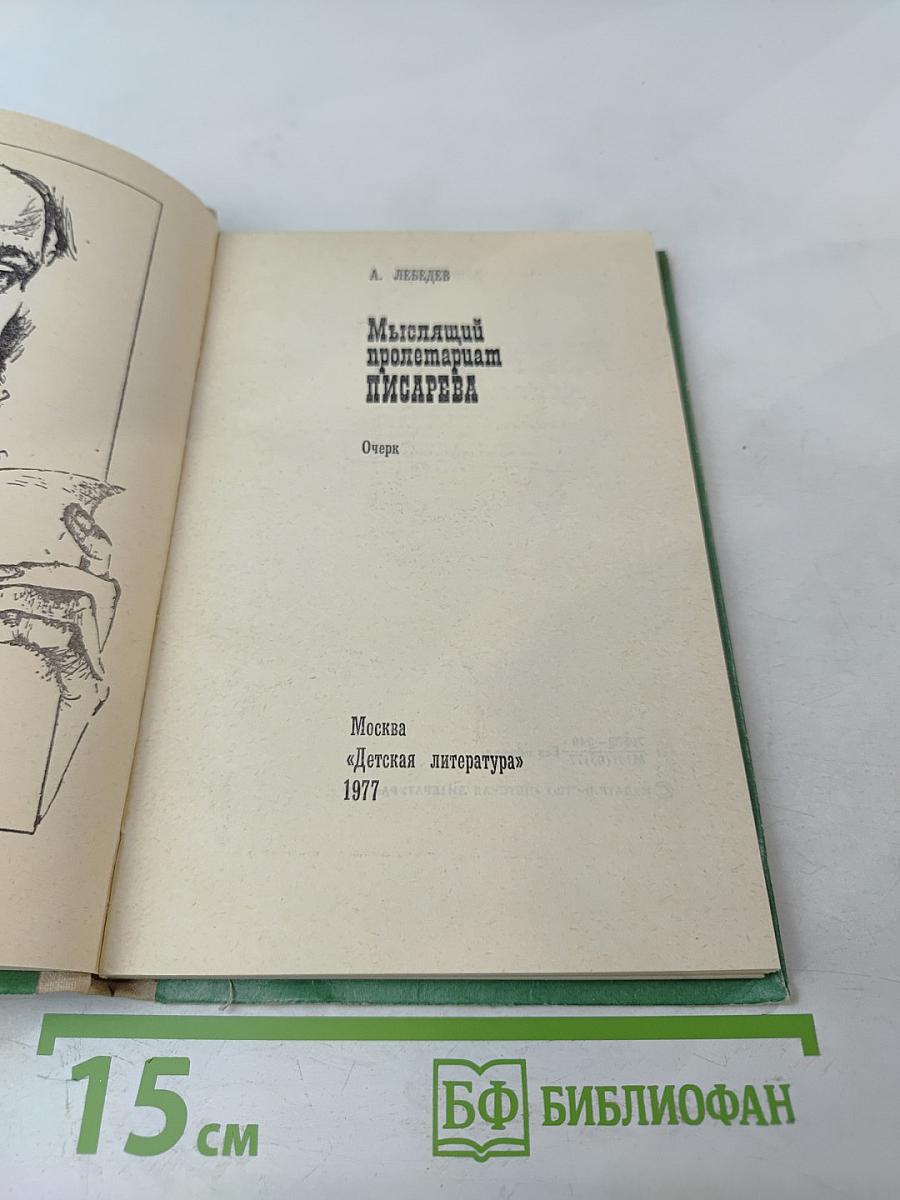 А. ЛЕБЕДЕВ
Мыслящий
пролетариат
ПИСАРЕВА
Очерк
Москва
«Детская литература»
1977
15 см
БФ БИБЛИОФАН